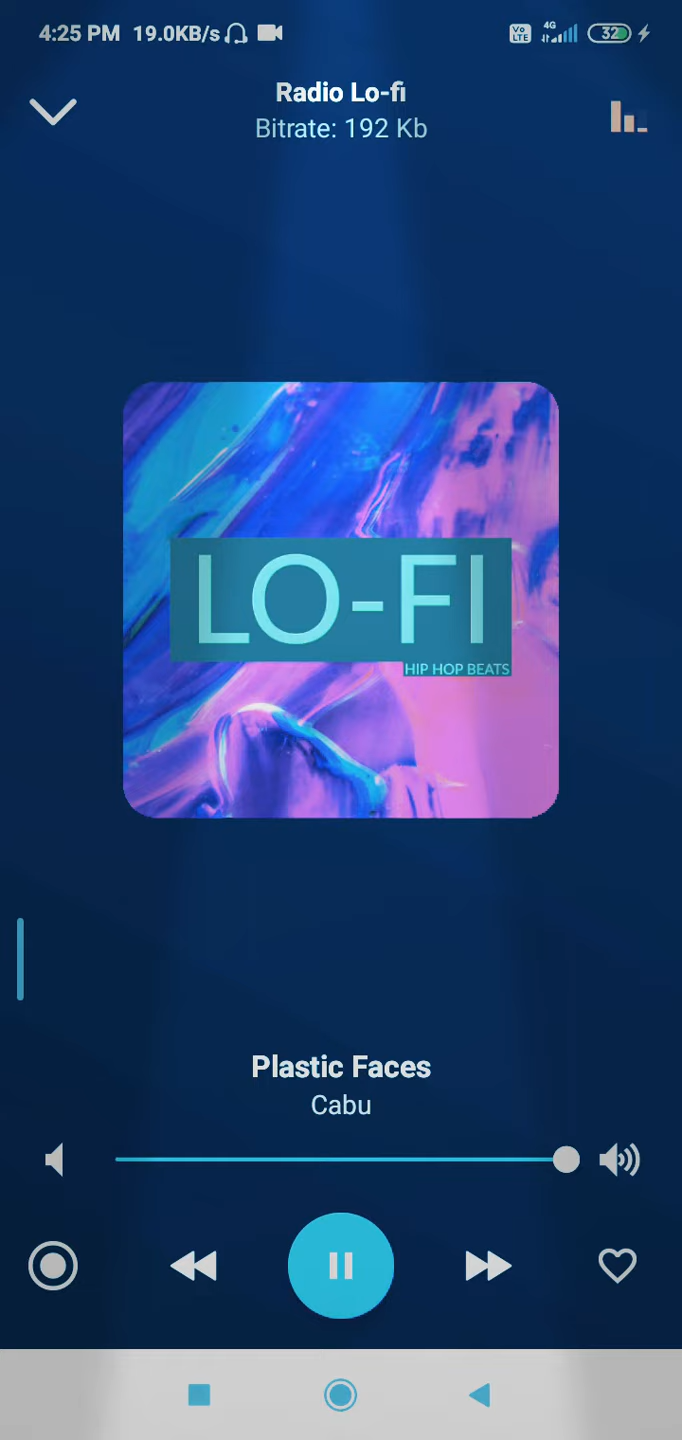 4:25 PM 19.0KB/s Vo LTE 4G 32
Radio Lo-fi
Bitrate: 192 Kb
LO-FI
HIP HOP BEATS
Plastic Faces
Cabu